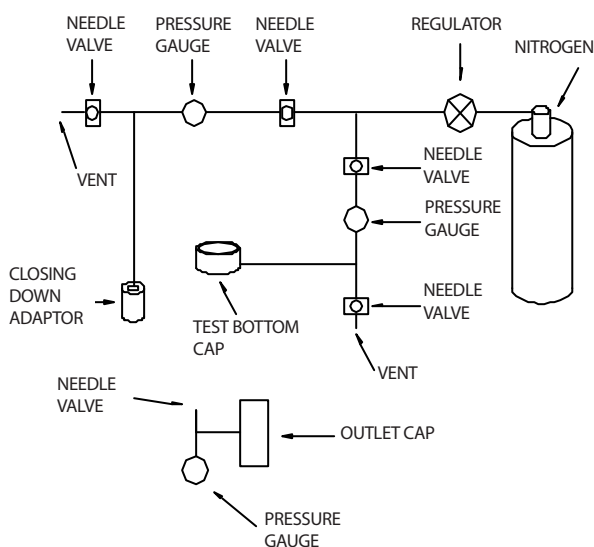 NEEDLE
VALVE
PRESSURE
GAUGE
NEEDLE
VALVE
REGULATOR
NITROGEN
VENT
NEEDLE
VALVE
PRESSURE
GAUGE
CLOSING
DOWN
ADAPTOR
TEST BOTTOM
CAP
NEEDLE
VALVE
VENT
NEEDLE
VALVE
OUTLET CAP
PRESSURE
GAUGE